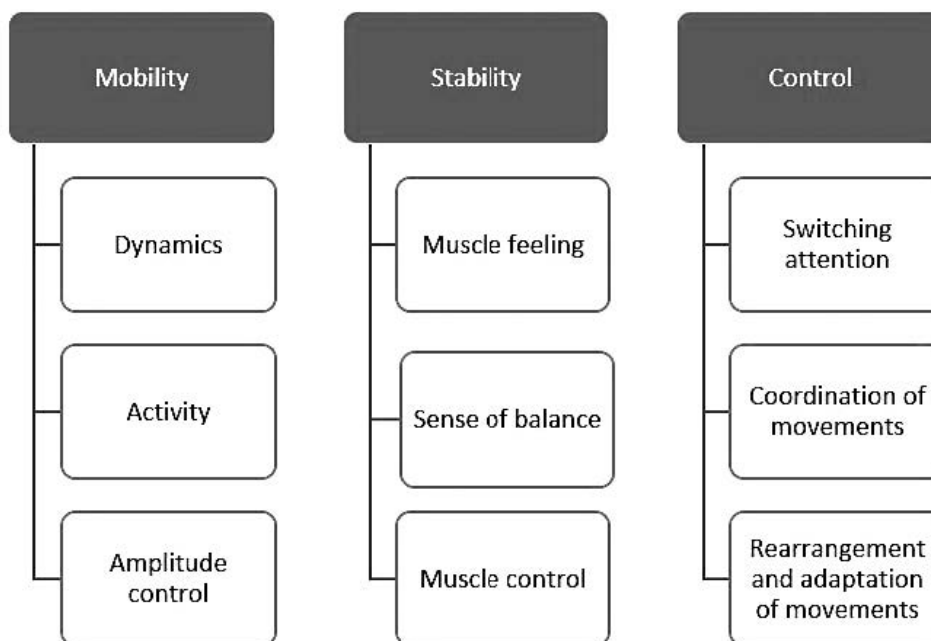 Mobility
Dynamics
Activity
Amplitude
control
Stability
Muscle feeling
Sense of balance
Muscle control
Control
Switching
attention
Coordination of
movements
Rearrangement
and adaptation
of movements